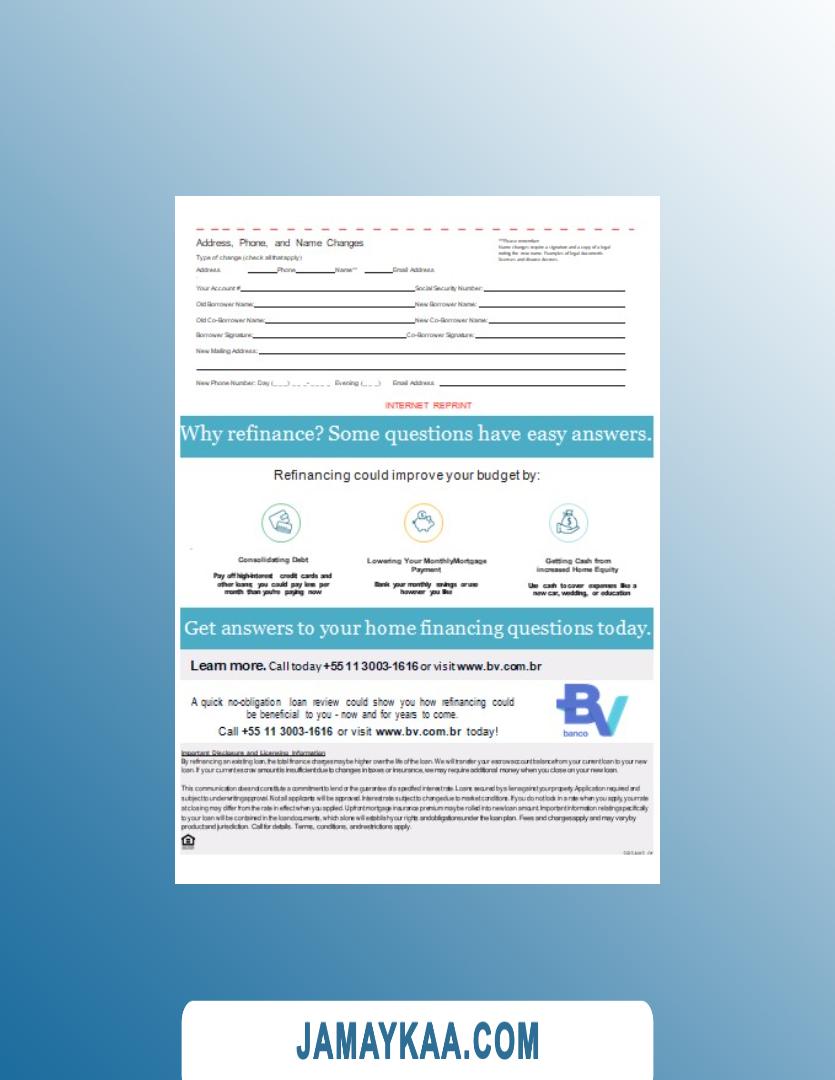 Address, Phone, and Name Changes
**Please remember
Name changes require a signature and a copy of a legal
noting the new name. Examples of legal documents
licenses and divorce decrees.
Type of change (check all that apply)
Address ______ Phone ______ Name** ______ Email Address
Your Account # ______ Social Security Number: ______
Old Borrower Name: ______ New Borrower Name: ______
Old Co-Borrower Name: ______ New Co-Borrower Name: ______
Borrower Signature: ______ Co-Borrower Signature: ______
New Mailing Address: ______
New Phone Number: Day (_ _ _) _ _ _-_ _ _ _ Evening (_ _ _) Email Address ______
INTERNET REPRINT
Why refinance? Some questions have easy answers.
Refinancing could improve your budget by:
Consolidating Debt
Pay off high-interest credit cards and
other loans; you could pay less per
month than you're paying now
Lowering Your Monthly Mortgage
Payment
Bank your monthly savings or use
however you like
Getting Cash from
increased Home Equity
Use cash to cover expenses like a
new car, wedding, or education
Get answers to your home financing questions today.
Learn more. Call today +55 11 3003-1616 or visit www.bv.com.br
A quick no-obligation loan review could show you how refinancing could
be beneficial to you - now and for years to come.
Call +55 11 3003-1616 or visit www.bv.com.br today!
BV
banco
Important Disclosure and Licensing Information
By refinancing an existing loan, the total finance charges may be higher over the life of the loan. We will transfer your escrow account balance from your current loan to your new
loan. If your current escrow amount is insufficient due to changes in taxes or insurance, we may require additional money when you close on your new loan.
This communication does not constitute a commitment to lend or the guarantee of a specified interest rate. Loans secured by a lien against your property. Application required and
subject to underwriting approval. Not all applicants will be approved. Interest rate subject to change due to market conditions. If you do not lock in a rate when you apply, your rate
at closing may differ from the rate in effect when you applied. Upfront mortgage insurance premium may be rolled into new loan amount. Important information relating specifically
to your loan will be contained in the loan documents, which alone will establish your rights and obligations under the loan plan. Fees and charges apply and may vary by
product and jurisdiction. Call for details. Terms, conditions, and restrictions apply.
JAMAYKAA.COM